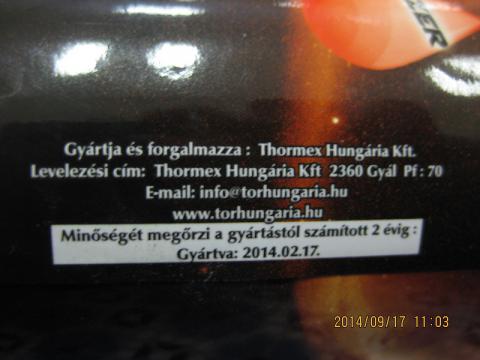 KER
Gyártja és forgalmazza : Thormex Hungária Kft.
Levelezési cím: Thormex Hungária Kft 2360 Gyál Pf : 70
E-mail: info@torhungaria.hu
www.torhungaria.hu
Minőségét megőrzi a gyártástól számított 2 évig :
Gyártva: 2014.02.17.
2014/09/17 11:03